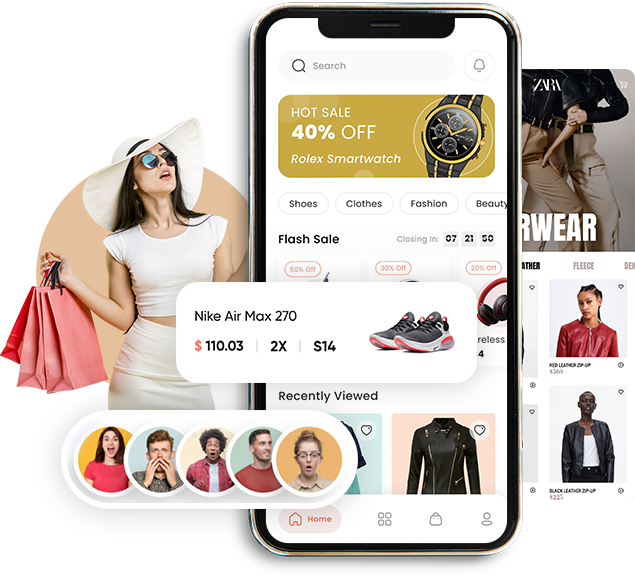 Search
HOT SALE
40% OFF
Rolex Smartwatch
Shoes
Clothes
Fashion
Beauty
Flash Sale
Closing In: 07 21 50
50% Off
30% Off
20% Off
Nike Air Max 270
$ 110.03 | 2X | S14
reless
4
Recently Viewed
Home
ZARA
RWEAR
ATHER
FLEECE
DEN
RED LEATHER ZIP-UP
$569
BLACK LEATHER ZIP-UP
$225